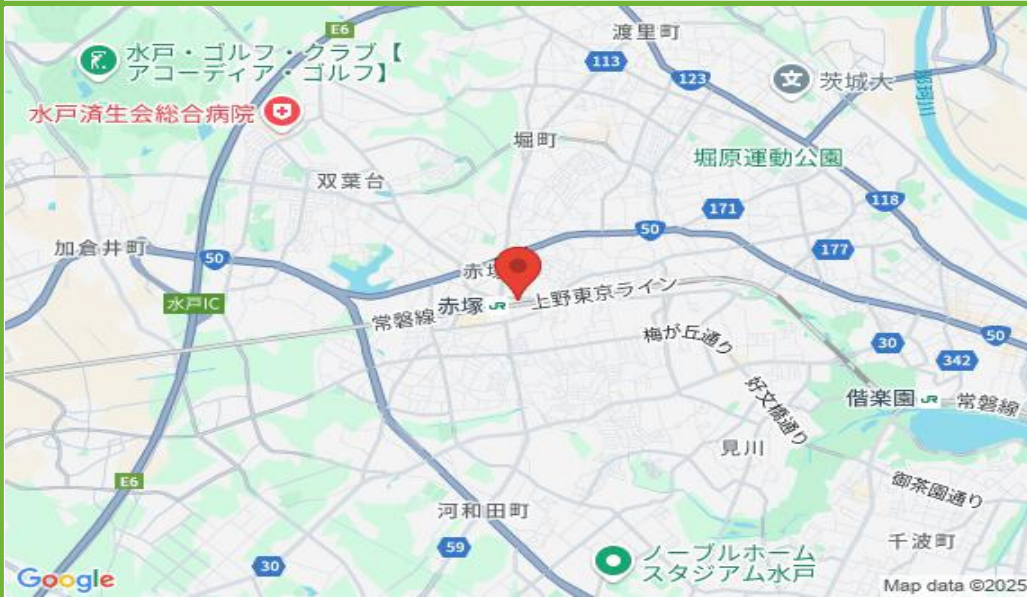 E6
渡里町
水戸・ゴルフ・クラブ【
アコーディア・ゴルフ】
113
123
茨城大
那珂川
水戸済生会総合病院
堀町
堀原運動公園
双葉台
118
171
50
177
加倉井町
50
赤塚
水戸IC
赤塚 JR
上野東京ライン
常磐線
梅が丘通り
50
30
342
偕楽園 JR 常磐線
好文橋通り
見川
E6
御茶園通り
河和田町
千波町
59
30
ノーブルホーム
スタジアム水戸
Google
Map data ©2025